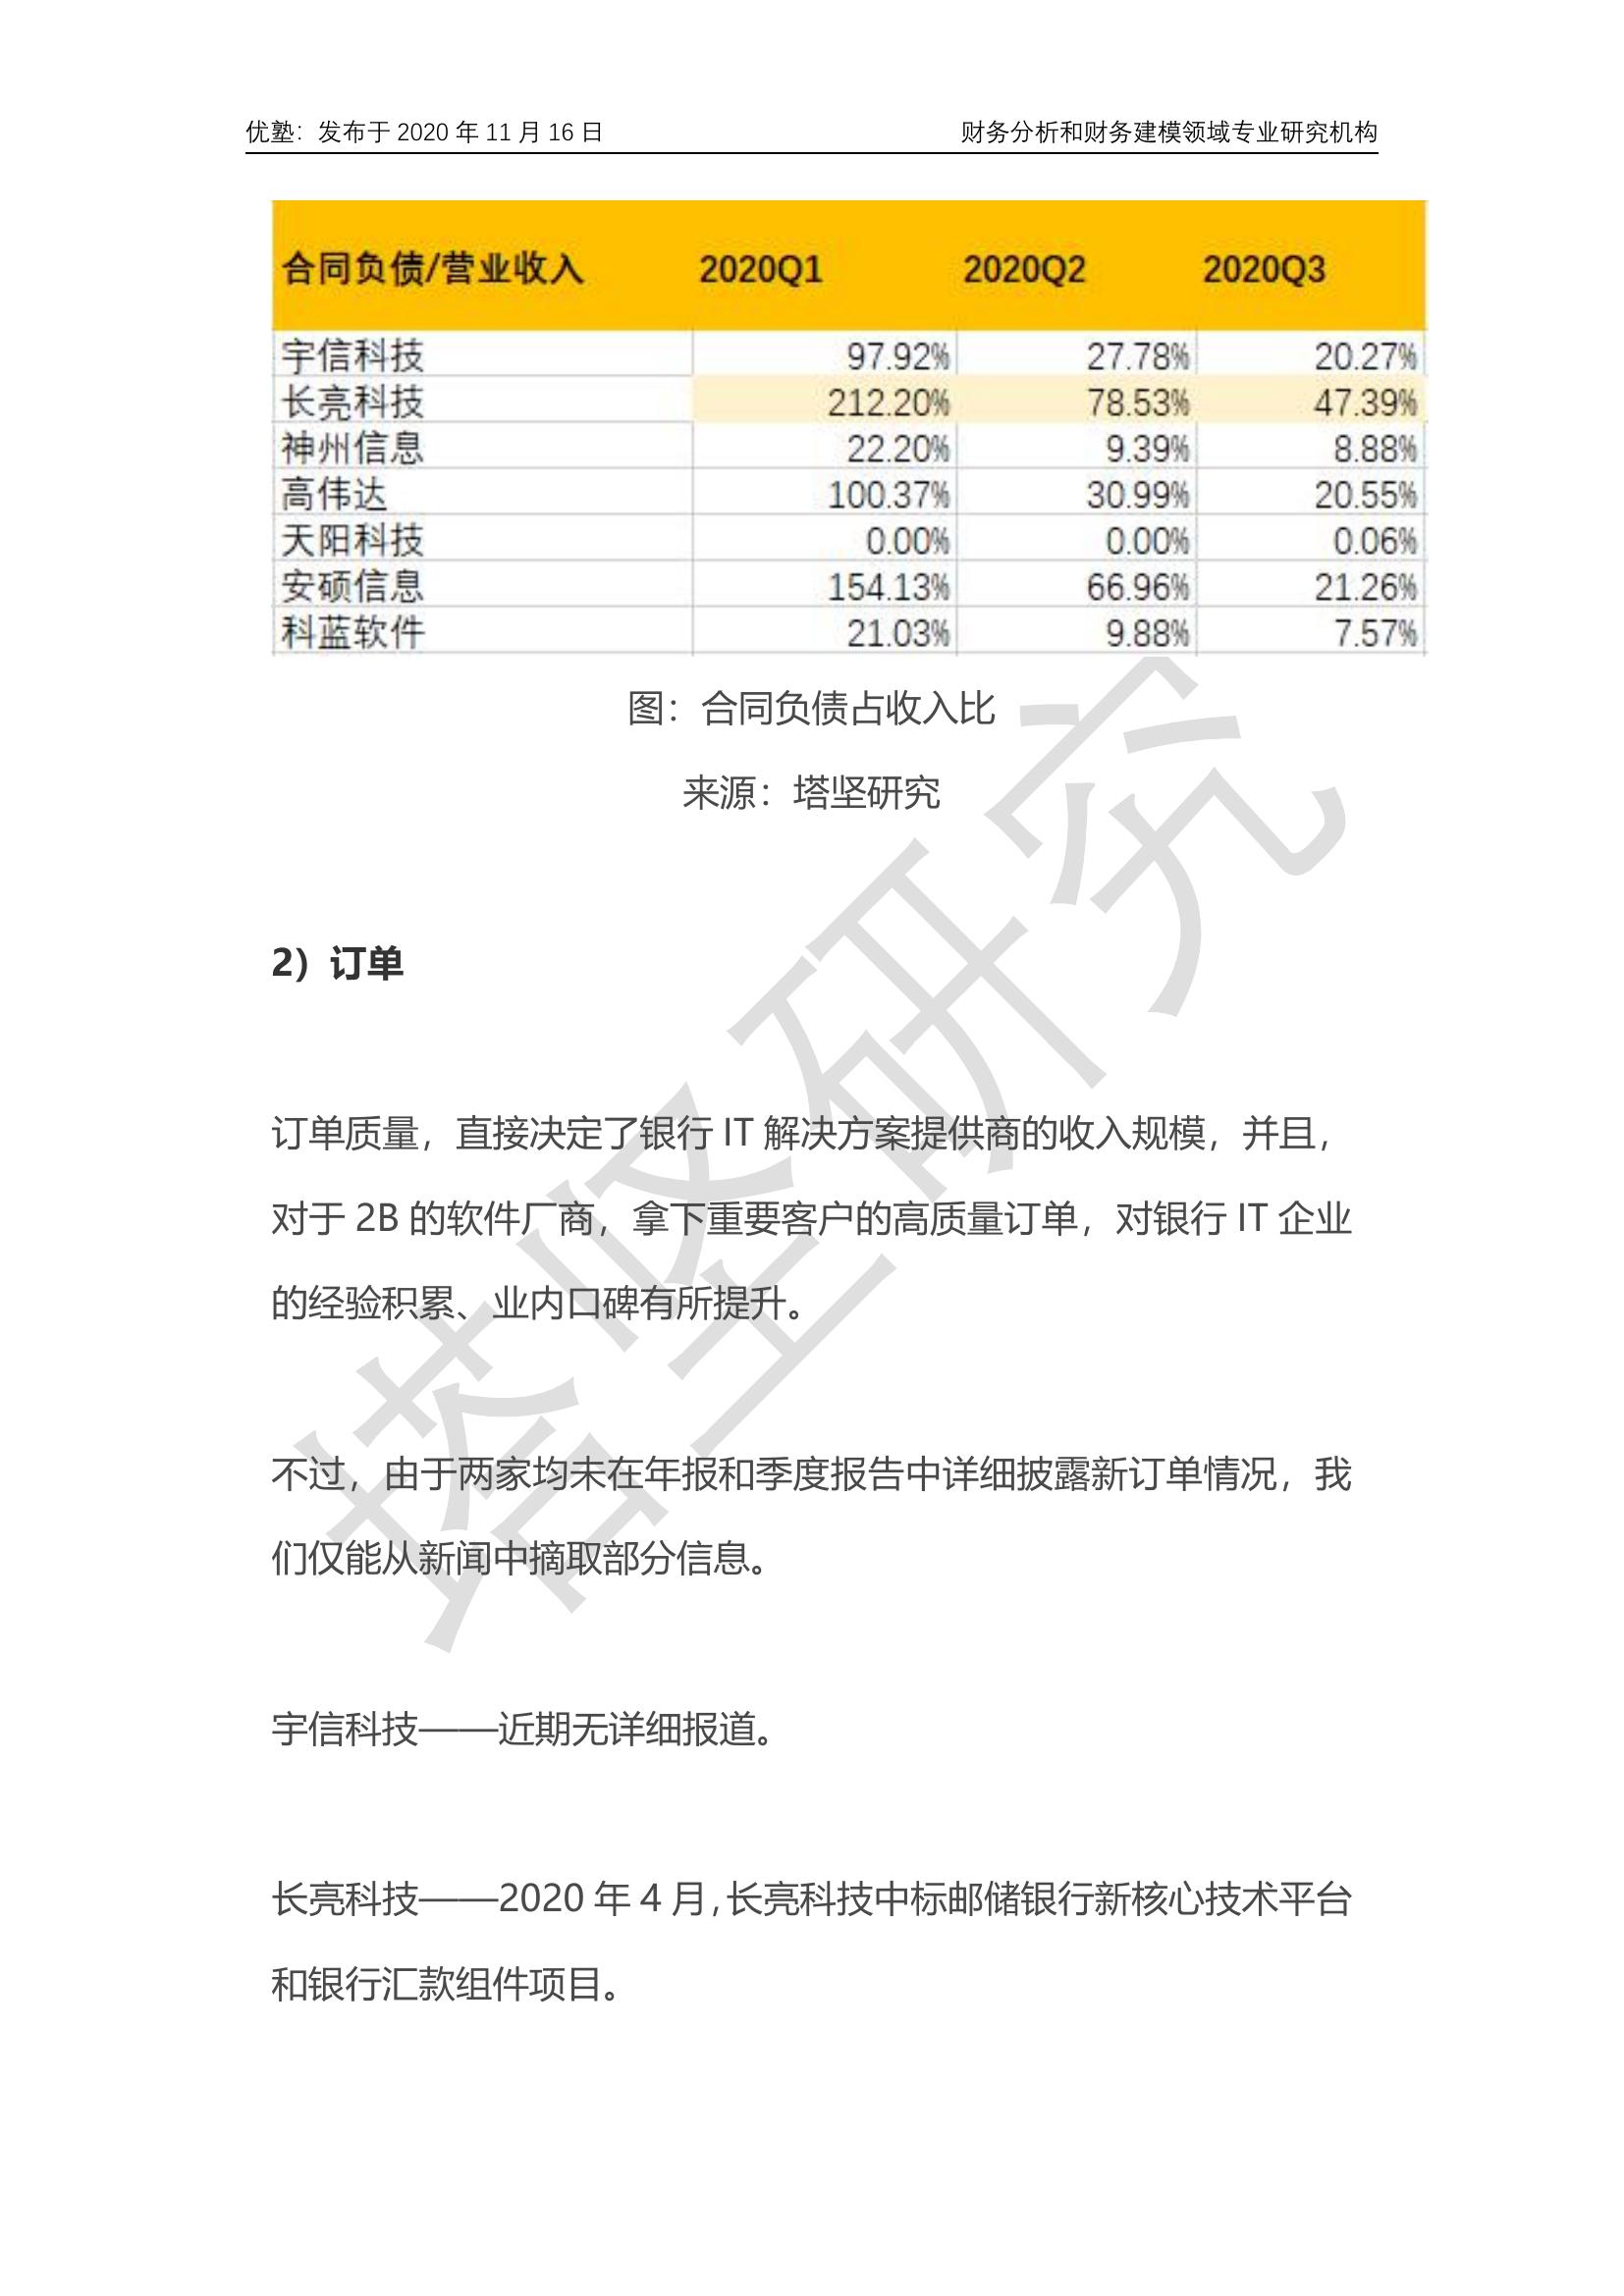 优塾：发布于 2020 年 11 月 16 日 财务分析和财务建模领域专业研究机构
合同负债/营业收入 2020Q1 2020Q2 2020Q3
宇信科技 97.92% 27.78% 20.27%
长亮科技 212.20% 78.53% 47.39%
神州信息 22.20% 9.39% 8.88%
高伟达 100.37% 30.99% 20.55%
天阳科技 0.00% 0.00% 0.06%
安硕信息 154.13% 66.96% 21.26%
科蓝软件 21.03% 9.88% 7.57%
图：合同负债占收入比
来源：塔坚研究
2）订单
订单质量，直接决定了银行 IT 解决方案提供商的收入规模，并且，
对于 2B 的软件厂商，拿下重要客户的高质量订单，对银行 IT 企业
的经验积累、业内口碑有所提升。
不过，由于两家均未在年报和季度报告中详细披露新订单情况，我
们仅能从新闻中摘取部分信息。
宇信科技——近期无详细报道。
长亮科技——2020 年 4 月，长亮科技中标邮储银行新核心技术平台
和银行汇款组件项目。
塔坚研究